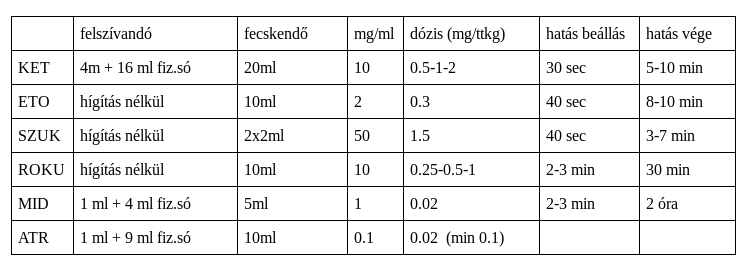 felszívandó fecskendő mg/ml dózis (mg/ttkg) hatás beállás hatás vége
KET 4m + 16 ml fiz.só 20ml 10 0.5-1-2 30 sec 5-10 min
ETO hígítás nélkül 10ml 2 0.3 40 sec 8-10 min
SZUK hígítás nélkül 2x2ml 50 1.5 40 sec 3-7 min
ROKU hígítás nélkül 10ml 10 0.25-0.5-1 2-3 min 30 min
MID 1 ml + 4 ml fiz.só 5ml 1 0.02 2-3 min 2 óra
ATR 1 ml + 9 ml fiz.só 10ml 0.1 0.02 (min 0.1)